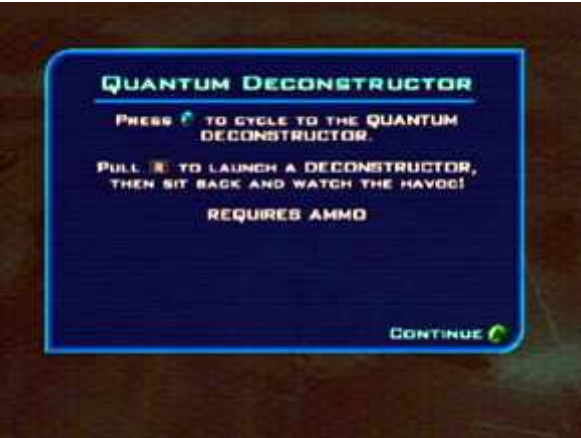 QUANTUM DECONSTRUCTOR
PRESS TO CYCLE TO THE QUANTUM
DECONSTRUCTOR.
PULL R TO LAUNCH A DECONSTRUCTOR,
THEN SIT BACK AND WATCH THE HAVOC!
REQUIRES AMMO
CONTINUE